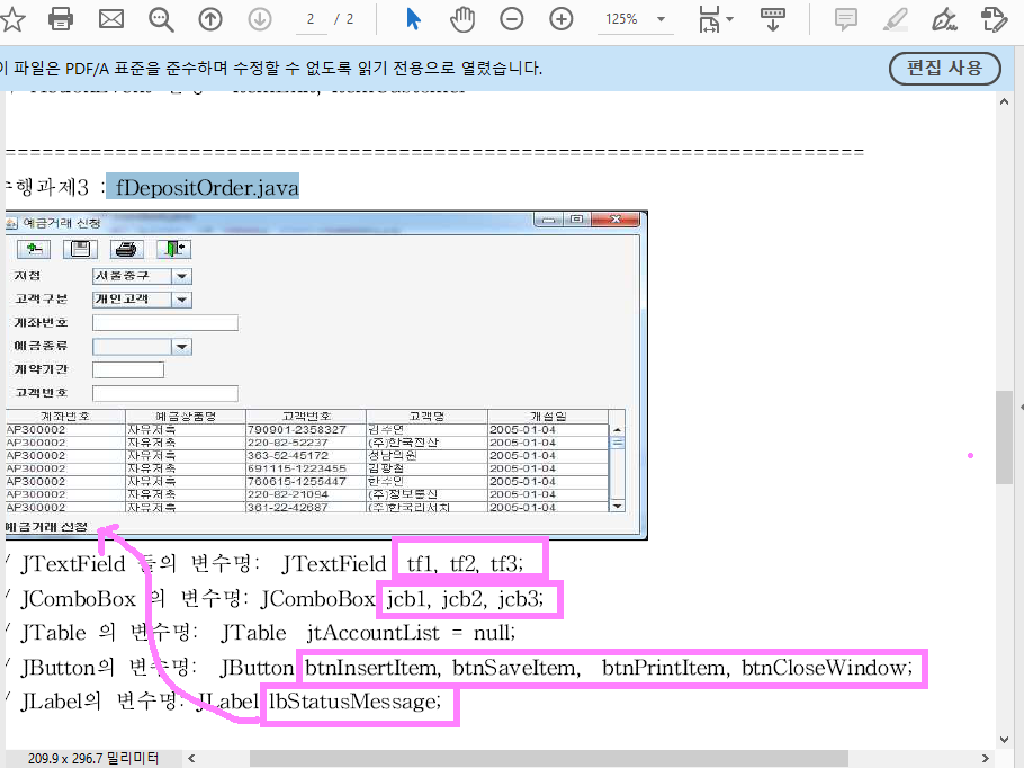 2 / 2
125%
이 파일은 PDF/A 표준을 준수하며 수정할 수 없도록 읽기 전용으로 열렸습니다.
편집 사용
================================================================
수행과제3 : fDepositOrder.java
예금거래 신청
지점 서울중구
고객구분 개인고객
계좌번호
예금종류
계약기간
고객번호
계좌번호 예금상품명 고객번호 고객명 개설일
AP300002 자유저축 790901-2358327 김수연 2005-01-04
AP300002 자유저축 220-82-52237 (주)한국전산 2005-01-04
AP300002 자유저축 363-52-45172 성남의원 2005-01-04
AP300002 자유저축 691115-1223455 김광철 2005-01-04
AP300002 자유저축 760615-1255447 한수연 2005-01-04
AP300002 자유저축 220-82-21094 (주)정보통신 2005-01-04
AP300002 자유저축 361-22-42687 (주)한국리서치 2005-01-04
예금거래 신청
/ JTextField 들의 변수명: JTextField tf1, tf2, tf3;
/ JComboBox 의 변수명: JComboBox jcb1, jcb2, jcb3;
/ JTable 의 변수명: JTable jtAccountList = null;
/ JButton의 변수명: JButton btnInsertItem, btnSaveItem, btnPrintItem, btnCloseWindow;
/ JLabel의 변수명: JLabel lbStatusMessage;
209.9 x 296.7 밀리미터